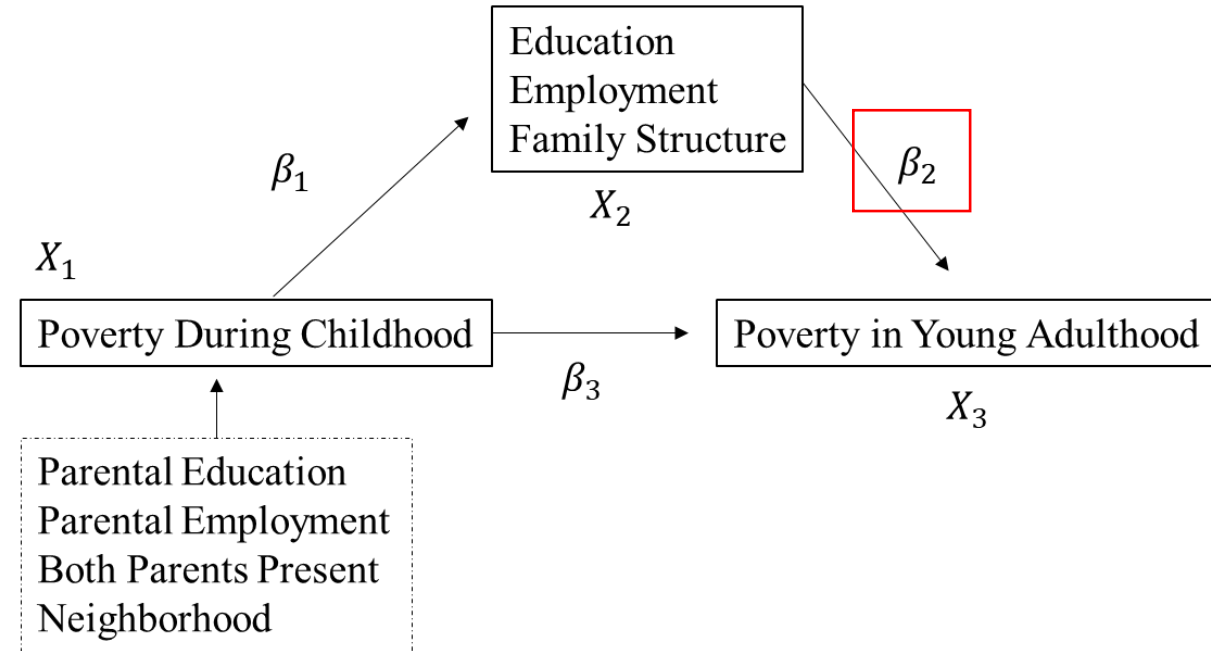 Education
Employment
Family Structure
β₁
β₂
X₂
X₁
Poverty During Childhood
Poverty in Young Adulthood
β₃
X₃
Parental Education
Parental Employment
Both Parents Present
Neighborhood